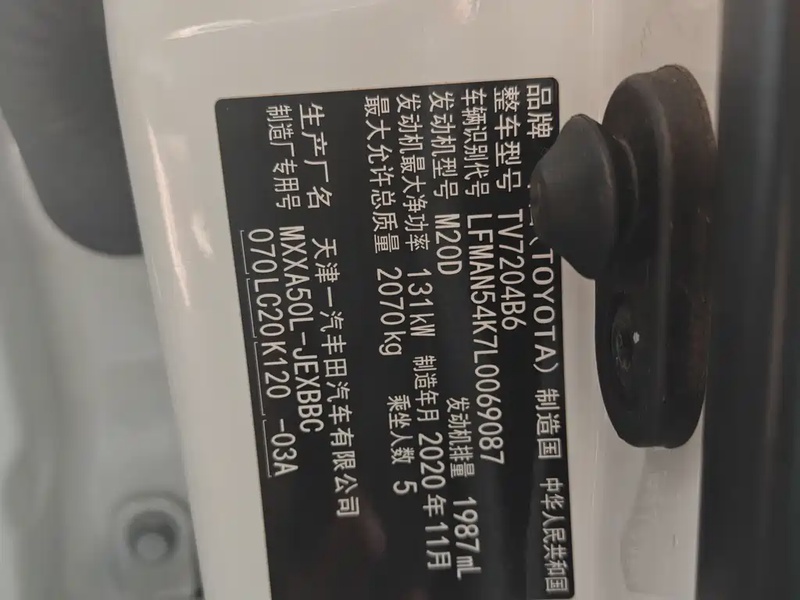 品牌 (TOYOTA) 制造国 中华人民共和国
整车型号 TV7204B6
车辆识别代号 LFMAN54K7L0069087
发动机型号 M20D 发动机排量 1987mL
发动机最大净功率 131kW 制造年月 2020年11月
最大允许总质量 2070kg 乘坐人数 5
生产厂名 天津一汽丰田汽车有限公司
制造厂专用号 MXXA50L-JEXBBC
070LC20K120 -03A